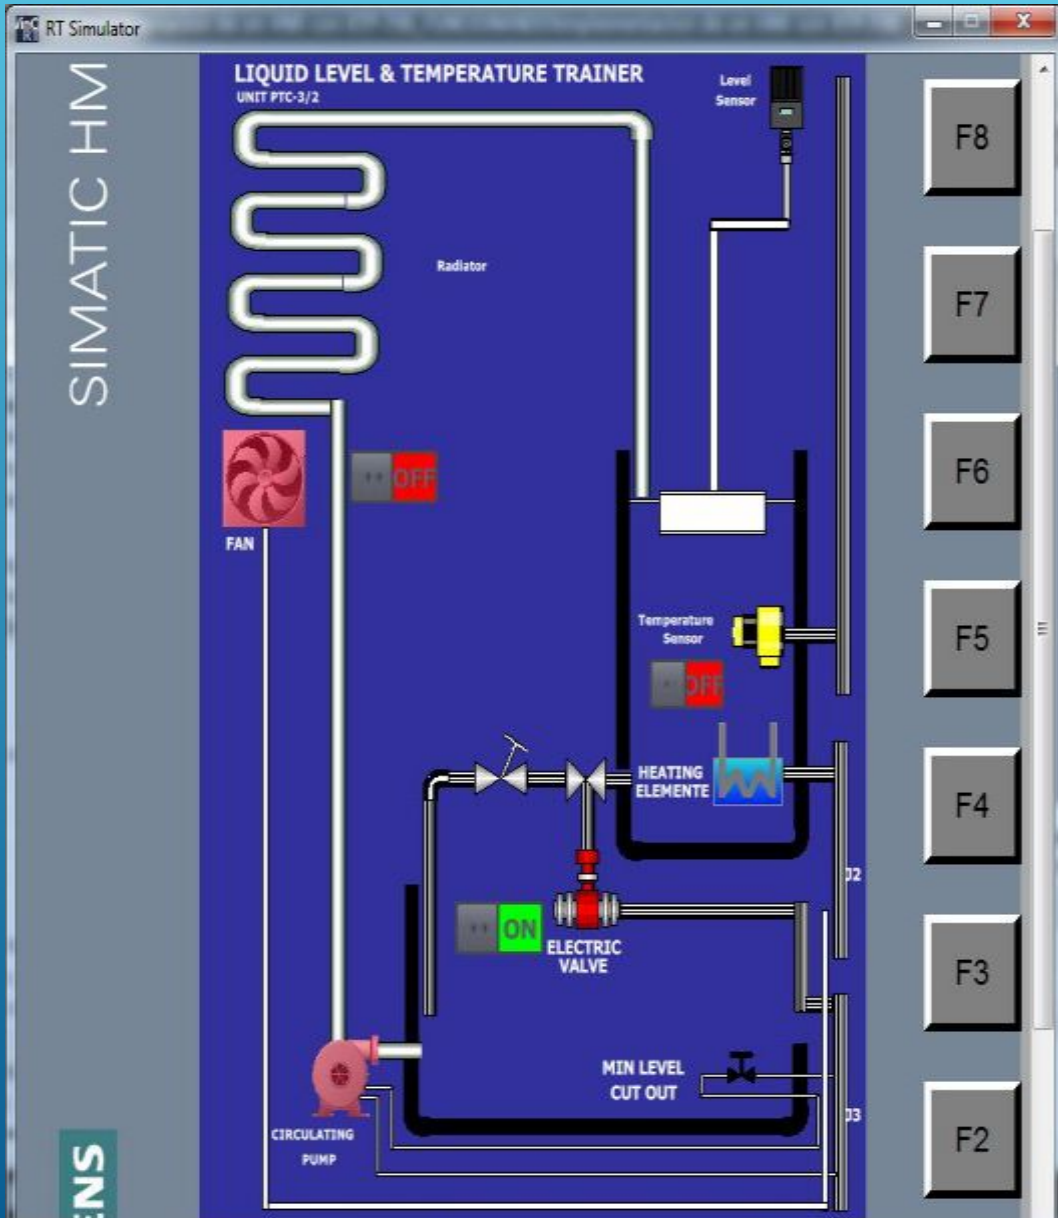 RT Simulator
SIMATIC HM
LIQUID LEVEL & TEMPERATURE TRAINER
UNIT PTC-3/2
Level
Sensor
F8
Radiator
F7
OFF
F6
FAN
Temperature
Sensor
OFF
F5
HEATING
ELEMENTE
F4
J2
ON
ELECTRIC
VALVE
F3
MIN LEVEL
CUT OUT
J3
CIRCULATING
PUMP
F2
ENS